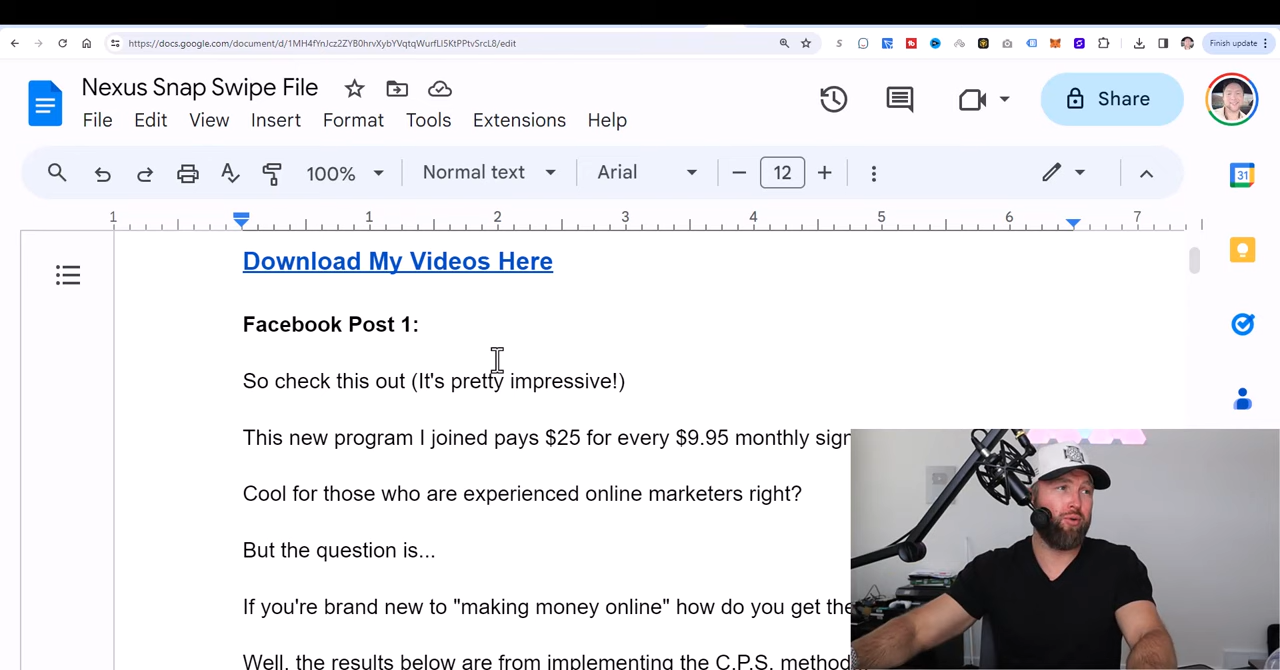 https://docs.google.com/document/d/1MH4fYnJcz2ZYB0hrvXybYVqtqWurfLI5KtPPtvSrcL8/edit
Finish update
Nexus Snap Swipe File
File Edit View Insert Format Tools Extensions Help
Share
100% Normal text Arial 12
1 1 2 3 4 5 6 7
31
Download My Videos Here
Facebook Post 1:
So check this out (It's pretty impressive!)
This new program I joined pays $25 for every $9.95 monthly sign
Cool for those who are experienced online marketers right?
But the question is...
If you're brand new to "making money online" how do you get the
Well, the results below are from implementing the C.P.S. method